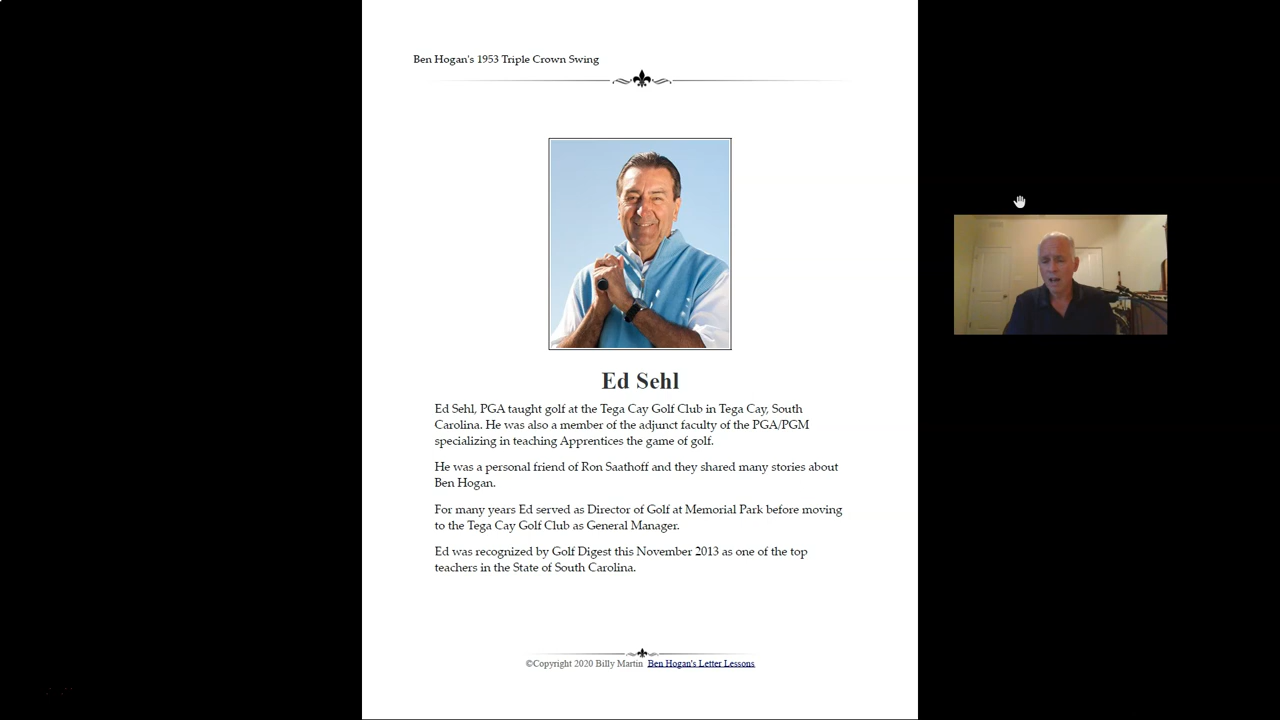 Ben Hogan's 1953 Triple Crown Swing
Ed Sehl
Ed Sehl, PGA taught golf at the Tega Cay Golf Club in Tega Cay, South
Carolina. He was also a member of the adjunct faculty of the PGA/PGM
specializing in teaching Apprentices the game of golf.
He was a personal friend of Ron Saathoff and they shared many stories about
Ben Hogan.
For many years Ed served as Director of Golf at Memorial Park before moving
to the Tega Cay Golf Club as General Manager.
Ed was recognized by Golf Digest this November 2013 as one of the top
teachers in the State of South Carolina.
©Copyright 2020 Billy Martin Ben Hogan's Letter Lessons